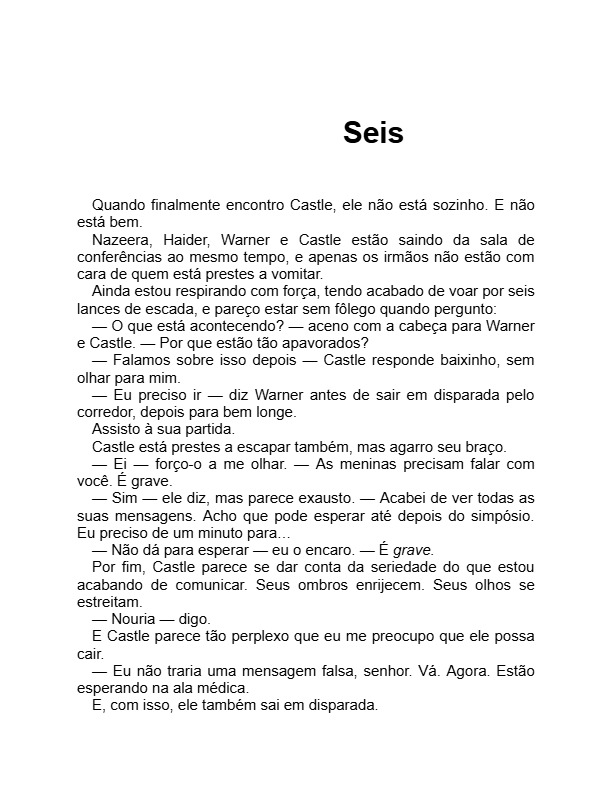 Seis
Quando finalmente encontro Castle, ele não está sozinho. E não
está bem.
Nazeera, Haider, Warner e Castle estão saindo da sala de
conferências ao mesmo tempo, e apenas os irmãos não estão com
cara de quem está prestes a vomitar.
Ainda estou respirando com força, tendo acabado de voar por seis
lances de escada, e pareço estar sem fôlego quando pergunto:
— O que está acontecendo? — aceno com a cabeça para Warner
e Castle. — Por que estão tão apavorados?
— Falamos sobre isso depois — Castle responde baixinho, sem
olhar para mim.
— Eu preciso ir — diz Warner antes de sair em disparada pelo
corredor, depois para bem longe.
Assisto à sua partida.
Castle está prestes a escapar também, mas agarro seu braço.
— Ei — forço-o a me olhar. — As meninas precisam falar com
você. É grave.
— Sim — ele diz, mas parece exausto. — Acabei de ver todas as
suas mensagens. Acho que pode esperar até depois do simpósio.
Eu preciso de um minuto para…
— Não dá para esperar — eu o encaro. — É grave.
Por fim, Castle parece se dar conta da seriedade do que estou
acabando de comunicar. Seus ombros enrijecem. Seus olhos se
estreitam.
— Nouria — digo.
E Castle parece tão perplexo que eu me preocupo que ele possa
cair.
— Eu não traria uma mensagem falsa, senhor. Vá. Agora. Estão
esperando na ala médica.
E, com isso, ele também sai em disparada.